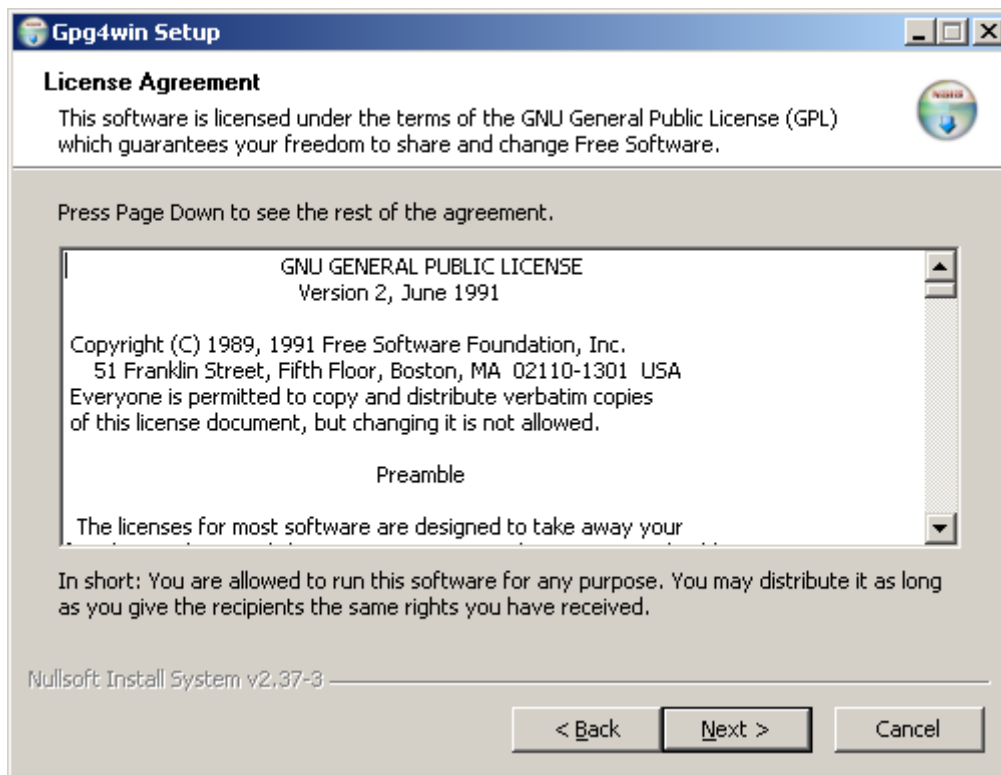 Gpg4win Setup
License Agreement
This software is licensed under the terms of the GNU General Public License (GPL)
which guarantees your freedom to share and change Free Software.
Press Page Down to see the rest of the agreement.
GNU GENERAL PUBLIC LICENSE
Version 2, June 1991
Copyright (C) 1989, 1991 Free Software Foundation, Inc.
51 Franklin Street, Fifth Floor, Boston, MA  02110-1301  USA
Everyone is permitted to copy and distribute verbatim copies
of this license document, but changing it is not allowed.
Preamble
The licenses for most software are designed to take away your
In short: You are allowed to run this software for any purpose. You may distribute it as long
as you give the recipients the same rights you have received.
Nullsoft Install System v2.37-3
< Back
Next >
Cancel